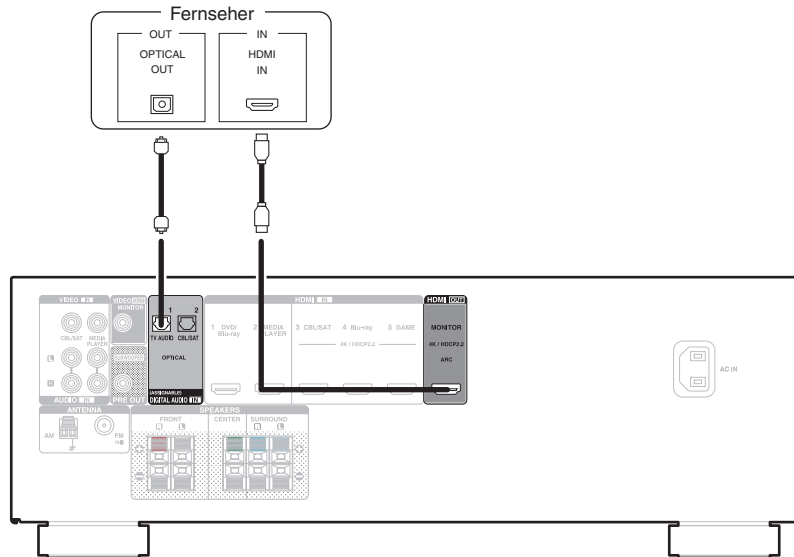 Fernseher
OUT
OPTICAL
OUT
IN
HDMI
IN
VIDEO IN
CBL/SAT
MEDIA
PLAYER
L
R
AUDIO IN
VIDEO OUT
MONITOR
SUBWOOFER
PRE OUT
1 2
TV AUDIO CBL/SAT
OPTICAL
(ASSIGNABLE)
DIGITAL AUDIO IN
HDMI IN
1 DVD/
Blu-ray
2 MEDIA
PLAYER
3 CBL/SAT
4 Blu-ray
5 GAME
4K / HDCP2.2
HDMI OUT
MONITOR
4K / HDCP2.2
ARC
AC IN
ANTENNA
AM
FM
SPEAKERS
FRONT
R L
CENTER
SURROUND
R L